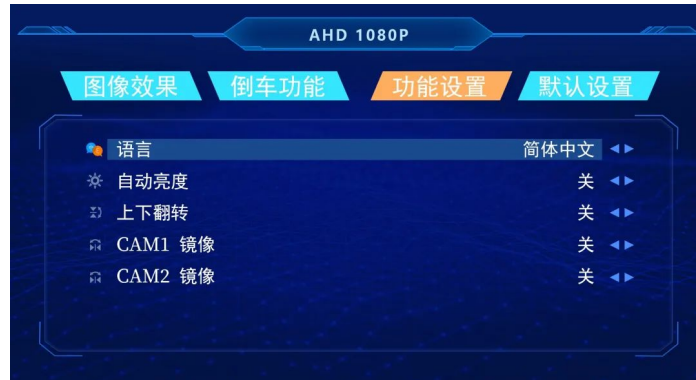 AHD 1080P
图像效果 倒车功能 功能设置 默认设置
语言 简体中文
自动亮度 关
上下翻转 关
CAM1 镜像 关
CAM2 镜像 关